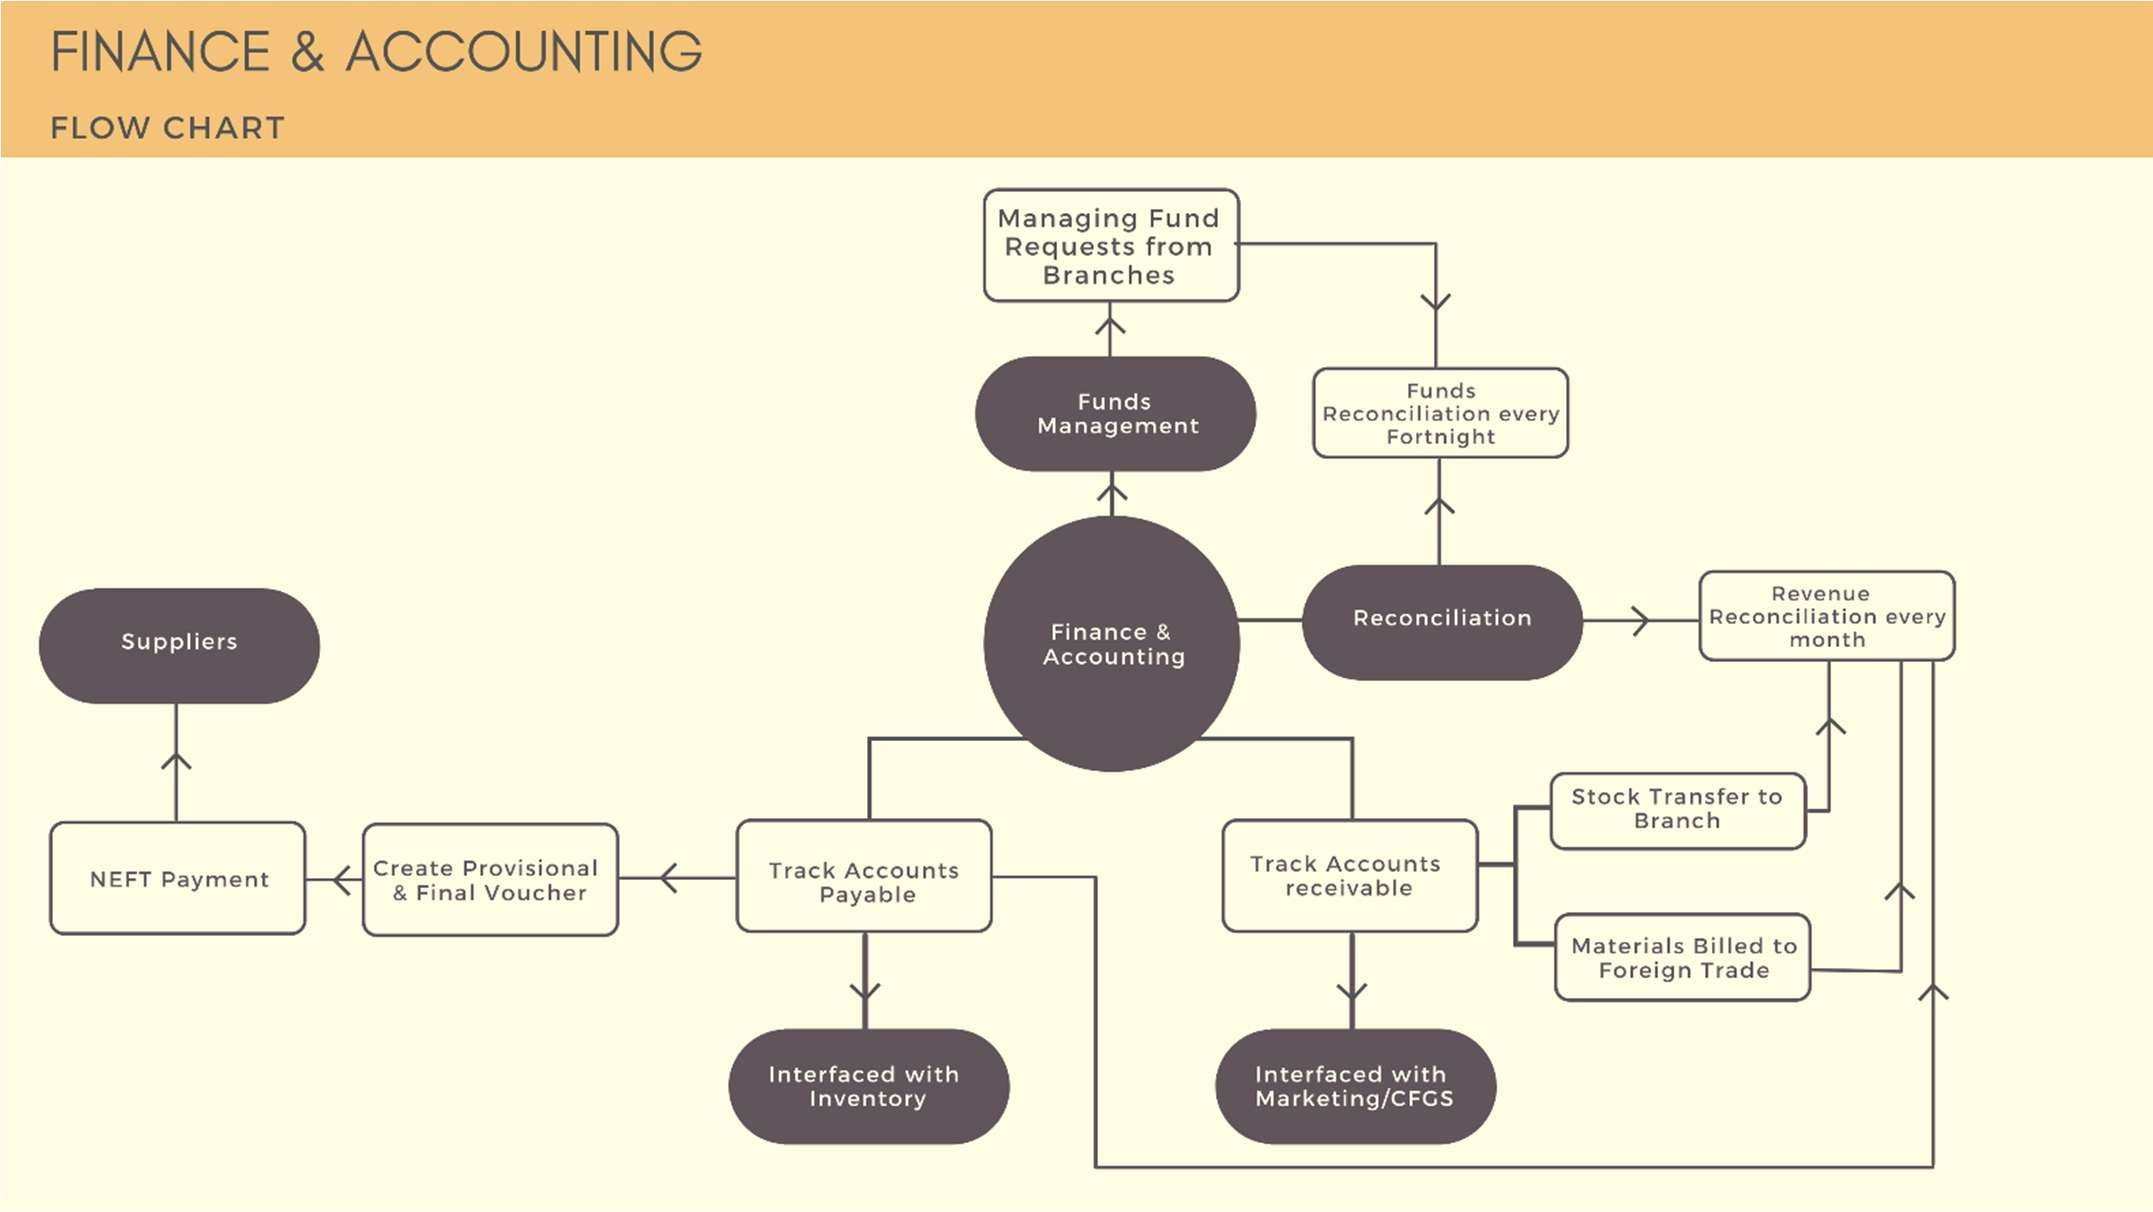 FINANCE & ACCOUNTING
FLOW CHART
Managing Fund
Requests from
Branches
Funds
Management
Funds
Reconciliation every
Fortnight
Finance &
Accounting
Reconciliation
Revenue
Reconciliation every
month
Suppliers
NEFT Payment
Create Provisional
& Final Voucher
Track Accounts
Payable
Track Accounts
receivable
Stock Transfer to
Branch
Materials Billed to
Foreign Trade
Interfaced with
Inventory
Interfaced with
Marketing/CFGS